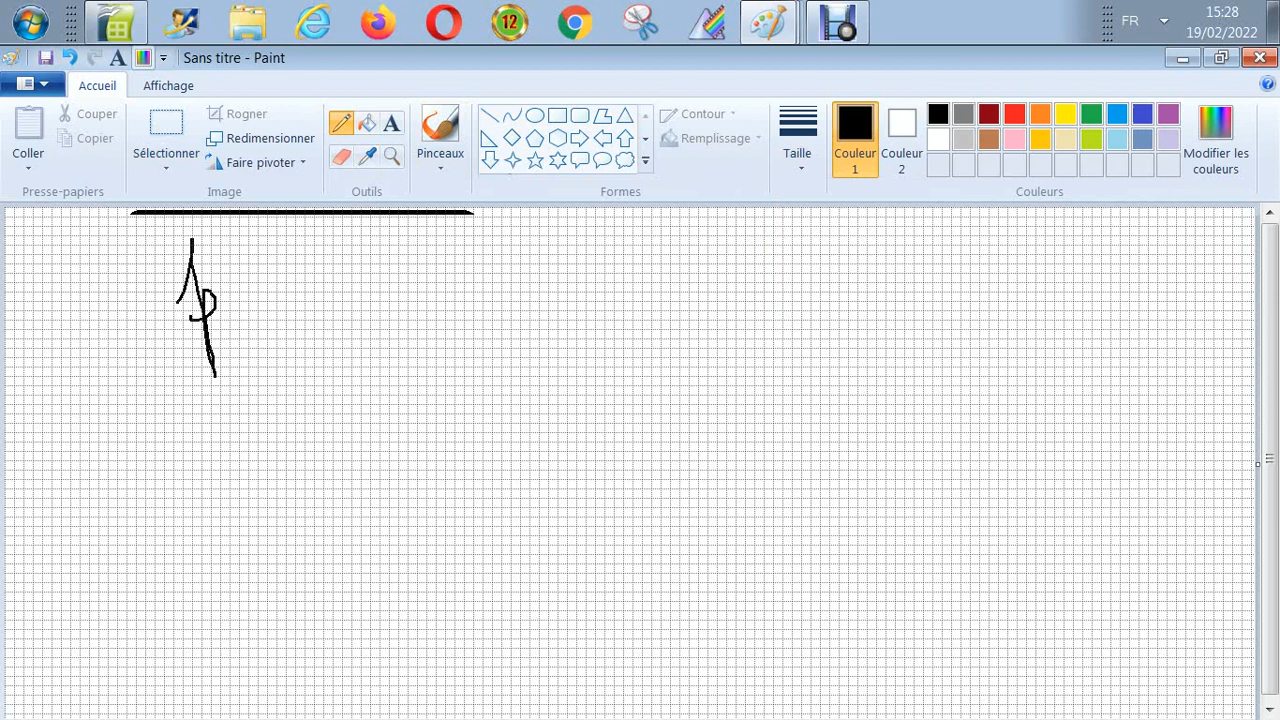 12
FR
15:28
19/02/2022
Sans titre - Paint
Accueil Affichage
Coller
Couper
Copier
Presse-papiers
Sélectionner
Rogner
Redimensionner
Faire pivoter
Image
A
Outils
Pinceaux
Contour
Remplissage
Formes
Taille
Couleur 1
Couleur 2
Modifier les couleurs
Couleurs